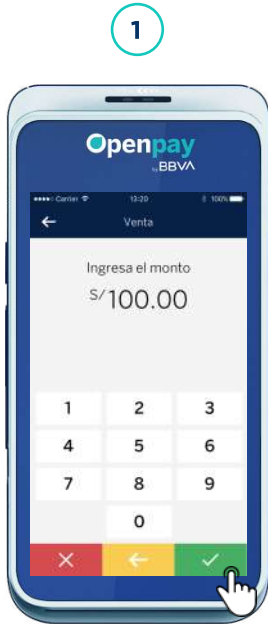 1
Openpay
by BBVA
Carrier 13:20 100%
Venta
Ingresa el monto
S/100.00
1 2 3
4 5 6
7 8 9
0